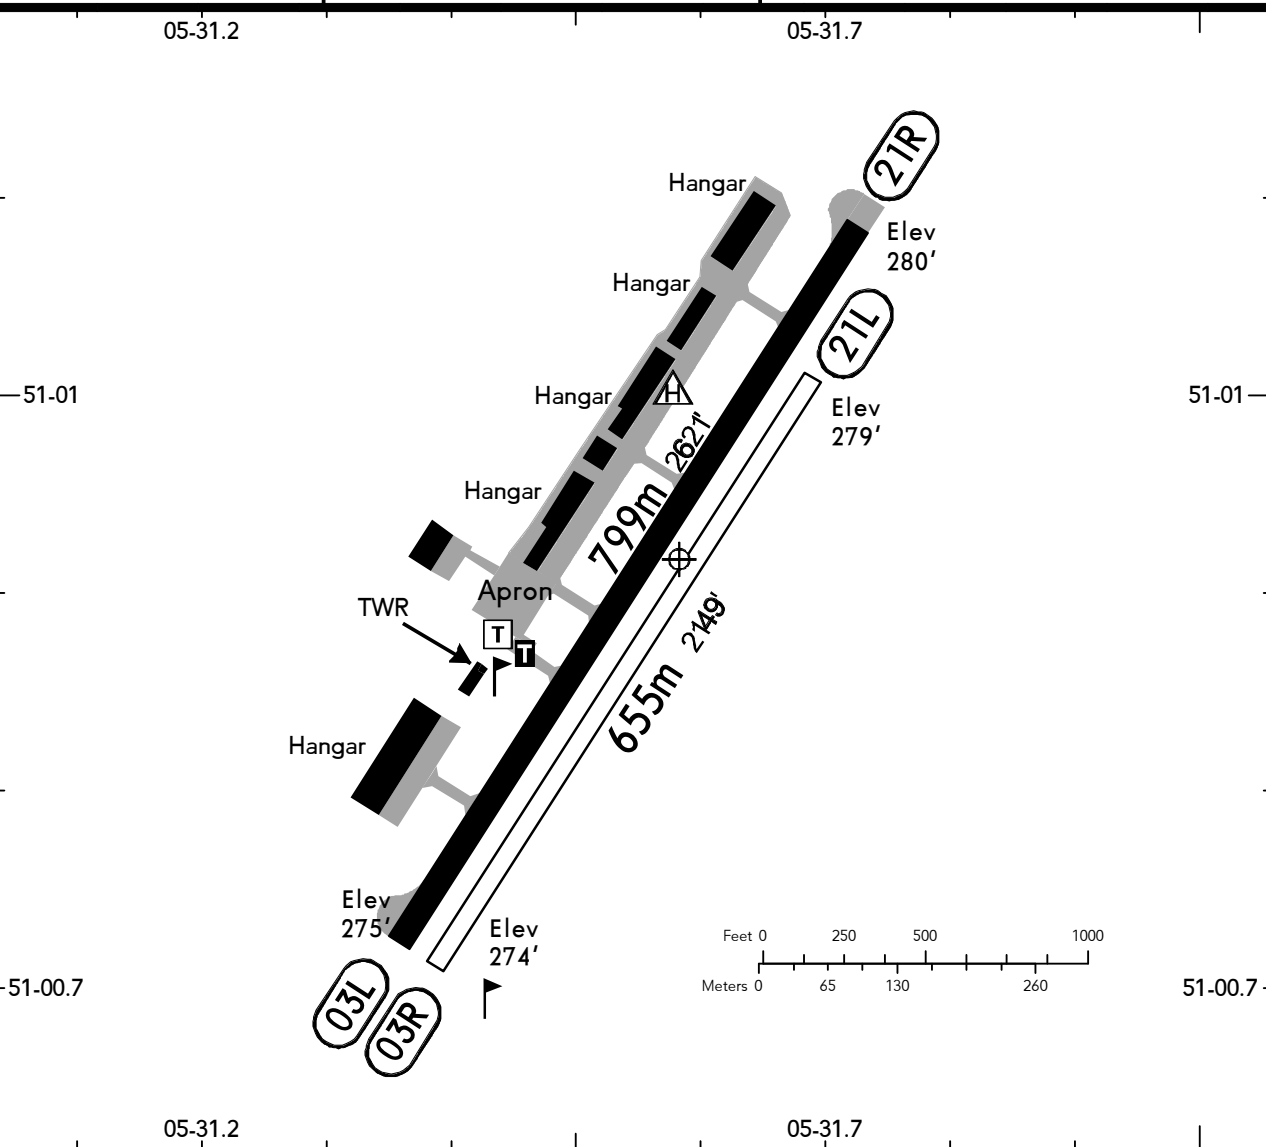 05-31.2 05-31.7
21R
Hangar
Elev
280'
Hangar
21L
51-01 51-01
Hangar
H
Elev
279'
2621'
799m
Hangar
Apron
TWR
T
T
2149'
655m
Hangar
Elev
275'
Elev
274'
Feet 0 250 500 1000
Meters 0 65 130 260
51-00.7 51-00.7
03L
03R
05-31.2 05-31.7